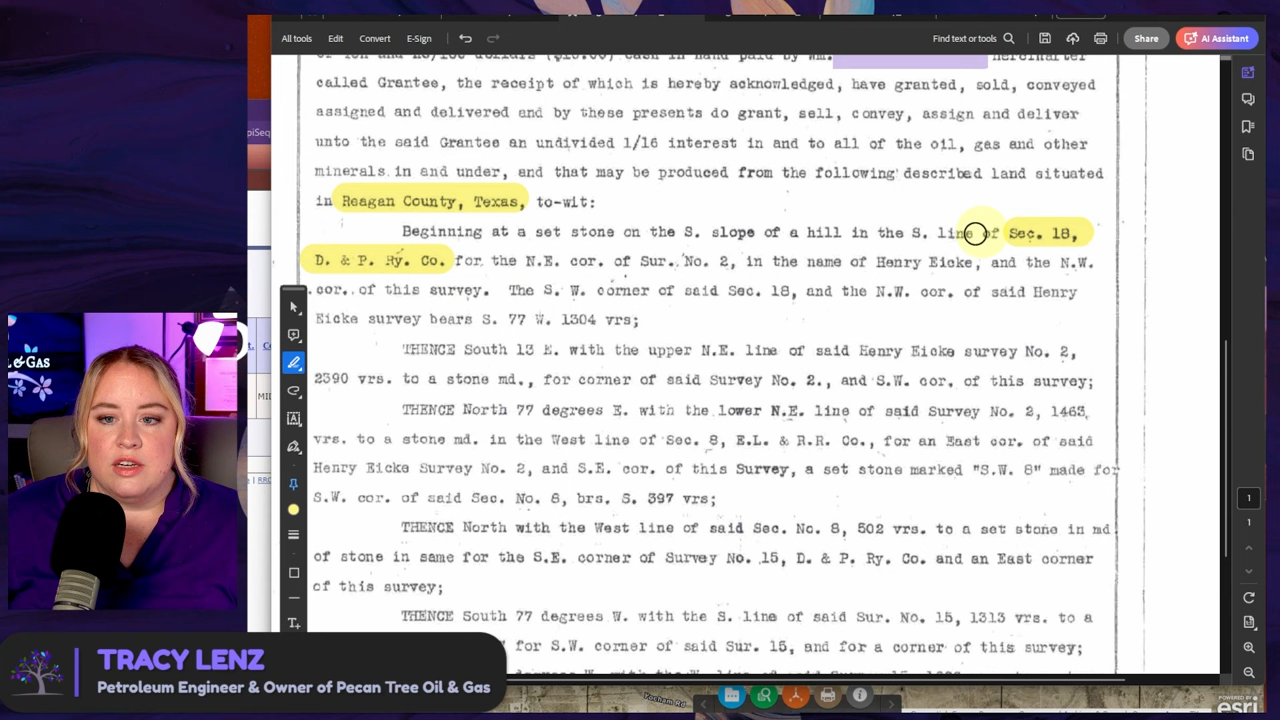 All tools Edit Convert E-Sign Find text or tools Share AI Assistant
called Grantee, the receipt of which is hereby acknowledged, have granted, sold, conveyed
assigned and delivered and by these presents do grant, sell, convey, assign and deliver
unto the said Grantee an undivided 1/16 interest in and to all of the oil, gas and other
minerals in and under, and that may be produced from the following described land situated
in Reagan County, Texas, to-wit:
Beginning at a set stone on the S. slope of a hill in the S. line of Sec. 18,
D. & P. Ry. Co. for the N.E. cor. of Sur. No. 2, in the name of Henry Eicke, and the N.W.
cor. of this survey. The S. W. corner of said Sec. 18, and the N.W. cor. of said Henry
Eicke survey bears S. 77 W. 1304 vrs;
THENCE South 13 E. with the upper N.E. line of said Henry Eicke survey No. 2,
2390 vrs. to a stone md., for corner of said Survey No. 2., and S.W. cor. of this survey;
THENCE North 77 degrees E. with the lower N.E. line of said Survey No. 2, 1463
vrs. to a stone md. in the West line of Sec. 8, E.L. & R.R. Co., for an East cor. of said
Henry Eicke Survey No. 2, and S.E. cor. of this Survey, a set stone marked "S.W. 8" made for
S.W. cor. of said Sec. No. 8, brs. S. 397 vrs;
THENCE North with the West line of said Sec. No. 8, 502 vrs. to a set stone in md
of stone in same for the S.E. corner of Survey No. 15, D. & P. Ry. Co. and an East corner
of this survey;
THENCE South 77 degrees W. with the S. line of said Sur. No. 15, 1313 vrs. to a
for S.W. corner of said Sur. 15, and for a corner of this survey;
1
1
TRACY LENZ
Petroleum Engineer & Owner of Pecan Tree Oil & Gas
Yocham Rd
POWERED BY
esri